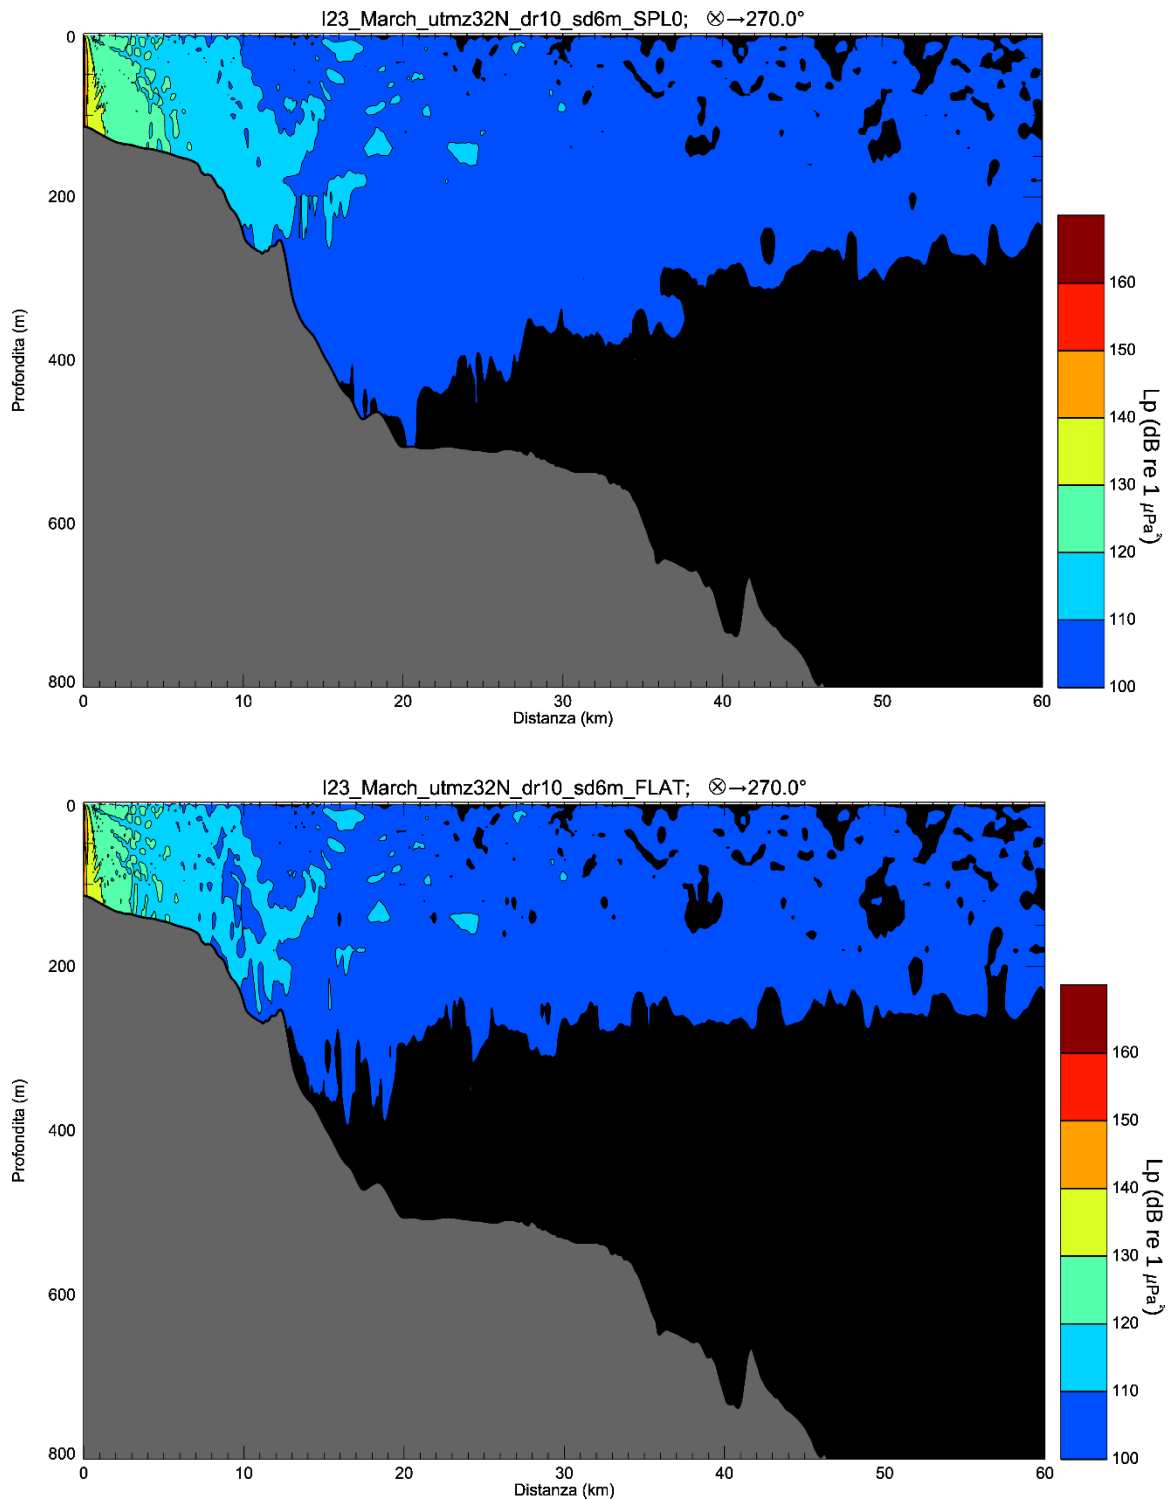 I23_March_utmz32N_dr10_sd6m_SPL0; ⊗→270.0°
0
200
400
600
800
Profondita (m)
0 10 20 30 40 50 60
Distanza (km)
160
150
140
130
120
110
100
Lp (dB re 1 µPa²)
I23_March_utmz32N_dr10_sd6m_FLAT; ⊗→270.0°
0
200
400
600
800
Profondita (m)
0 10 20 30 40 50 60
Distanza (km)
160
150
140
130
120
110
100
Lp (dB re 1 µPa²)